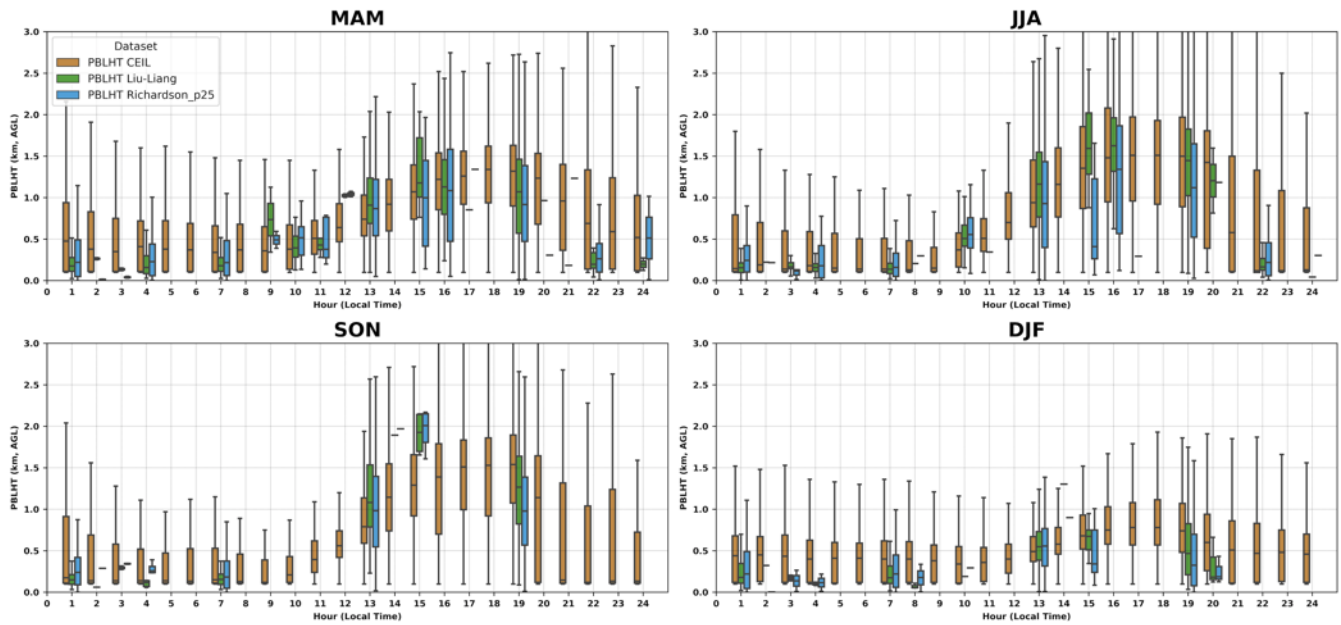 MAM
3.0
2.5
2.0
1.5
1.0
0.5
0.0
PBLHT (km, AGL)
Dataset
PBLHT CEIL
PBLHT Liu-Liang
PBLHT Richardson_p25
0 1 2 3 4 5 6 7 8 9 10 11 12 13 14 15 16 17 18 19 20 21 22 23 24
Hour (Local Time)
JJA
3.0
2.5
2.0
1.5
1.0
0.5
0.0
PBLHT (km, AGL)
0 1 2 3 4 5 6 7 8 9 10 11 12 13 14 15 16 17 18 19 20 21 22 23 24
Hour (Local Time)
SON
3.0
2.5
2.0
1.5
1.0
0.5
0.0
PBLHT (km, AGL)
0 1 2 3 4 5 6 7 8 9 10 11 12 13 14 15 16 17 18 19 20 21 22 23 24
Hour (Local Time)
DJF
3.0
2.5
2.0
1.5
1.0
0.5
0.0
PBLHT (km, AGL)
0 1 2 3 4 5 6 7 8 9 10 11 12 13 14 15 16 17 18 19 20 21 22 23 24
Hour (Local Time)